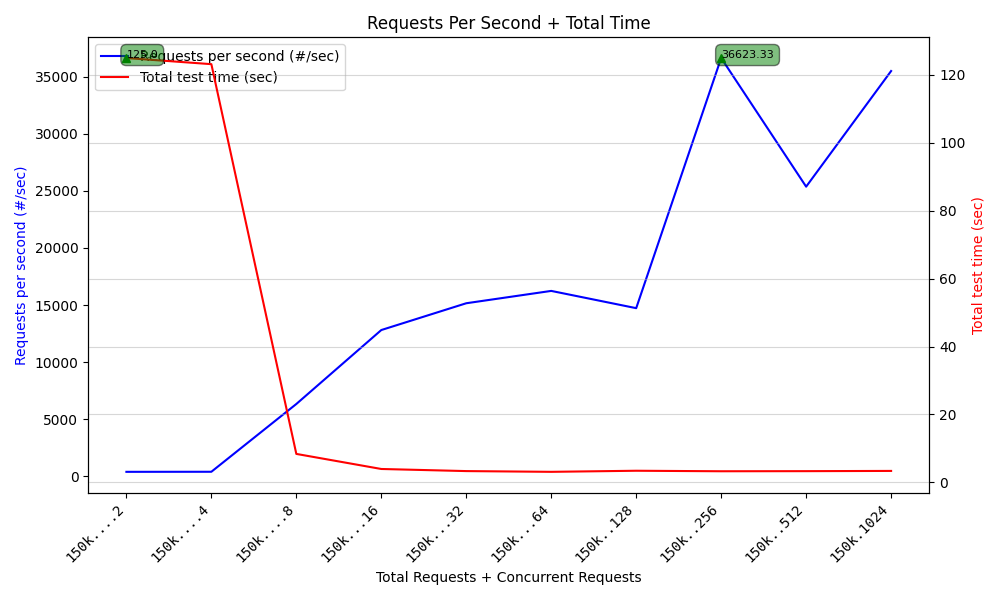 Requests Per Second + Total Time
125.0
Requests per second (#/sec)
Total test time (sec)
36623.33
35000
30000
25000
20000
15000
10000
5000
0
Requests per second (#/sec)
120
100
80
60
40
20
0
Total test time (sec)
150k....2
150k....4
150k....8
150k...16
150k...32
150k...64
150k..128
150k..256
150k..512
150k.1024
Total Requests + Concurrent Requests